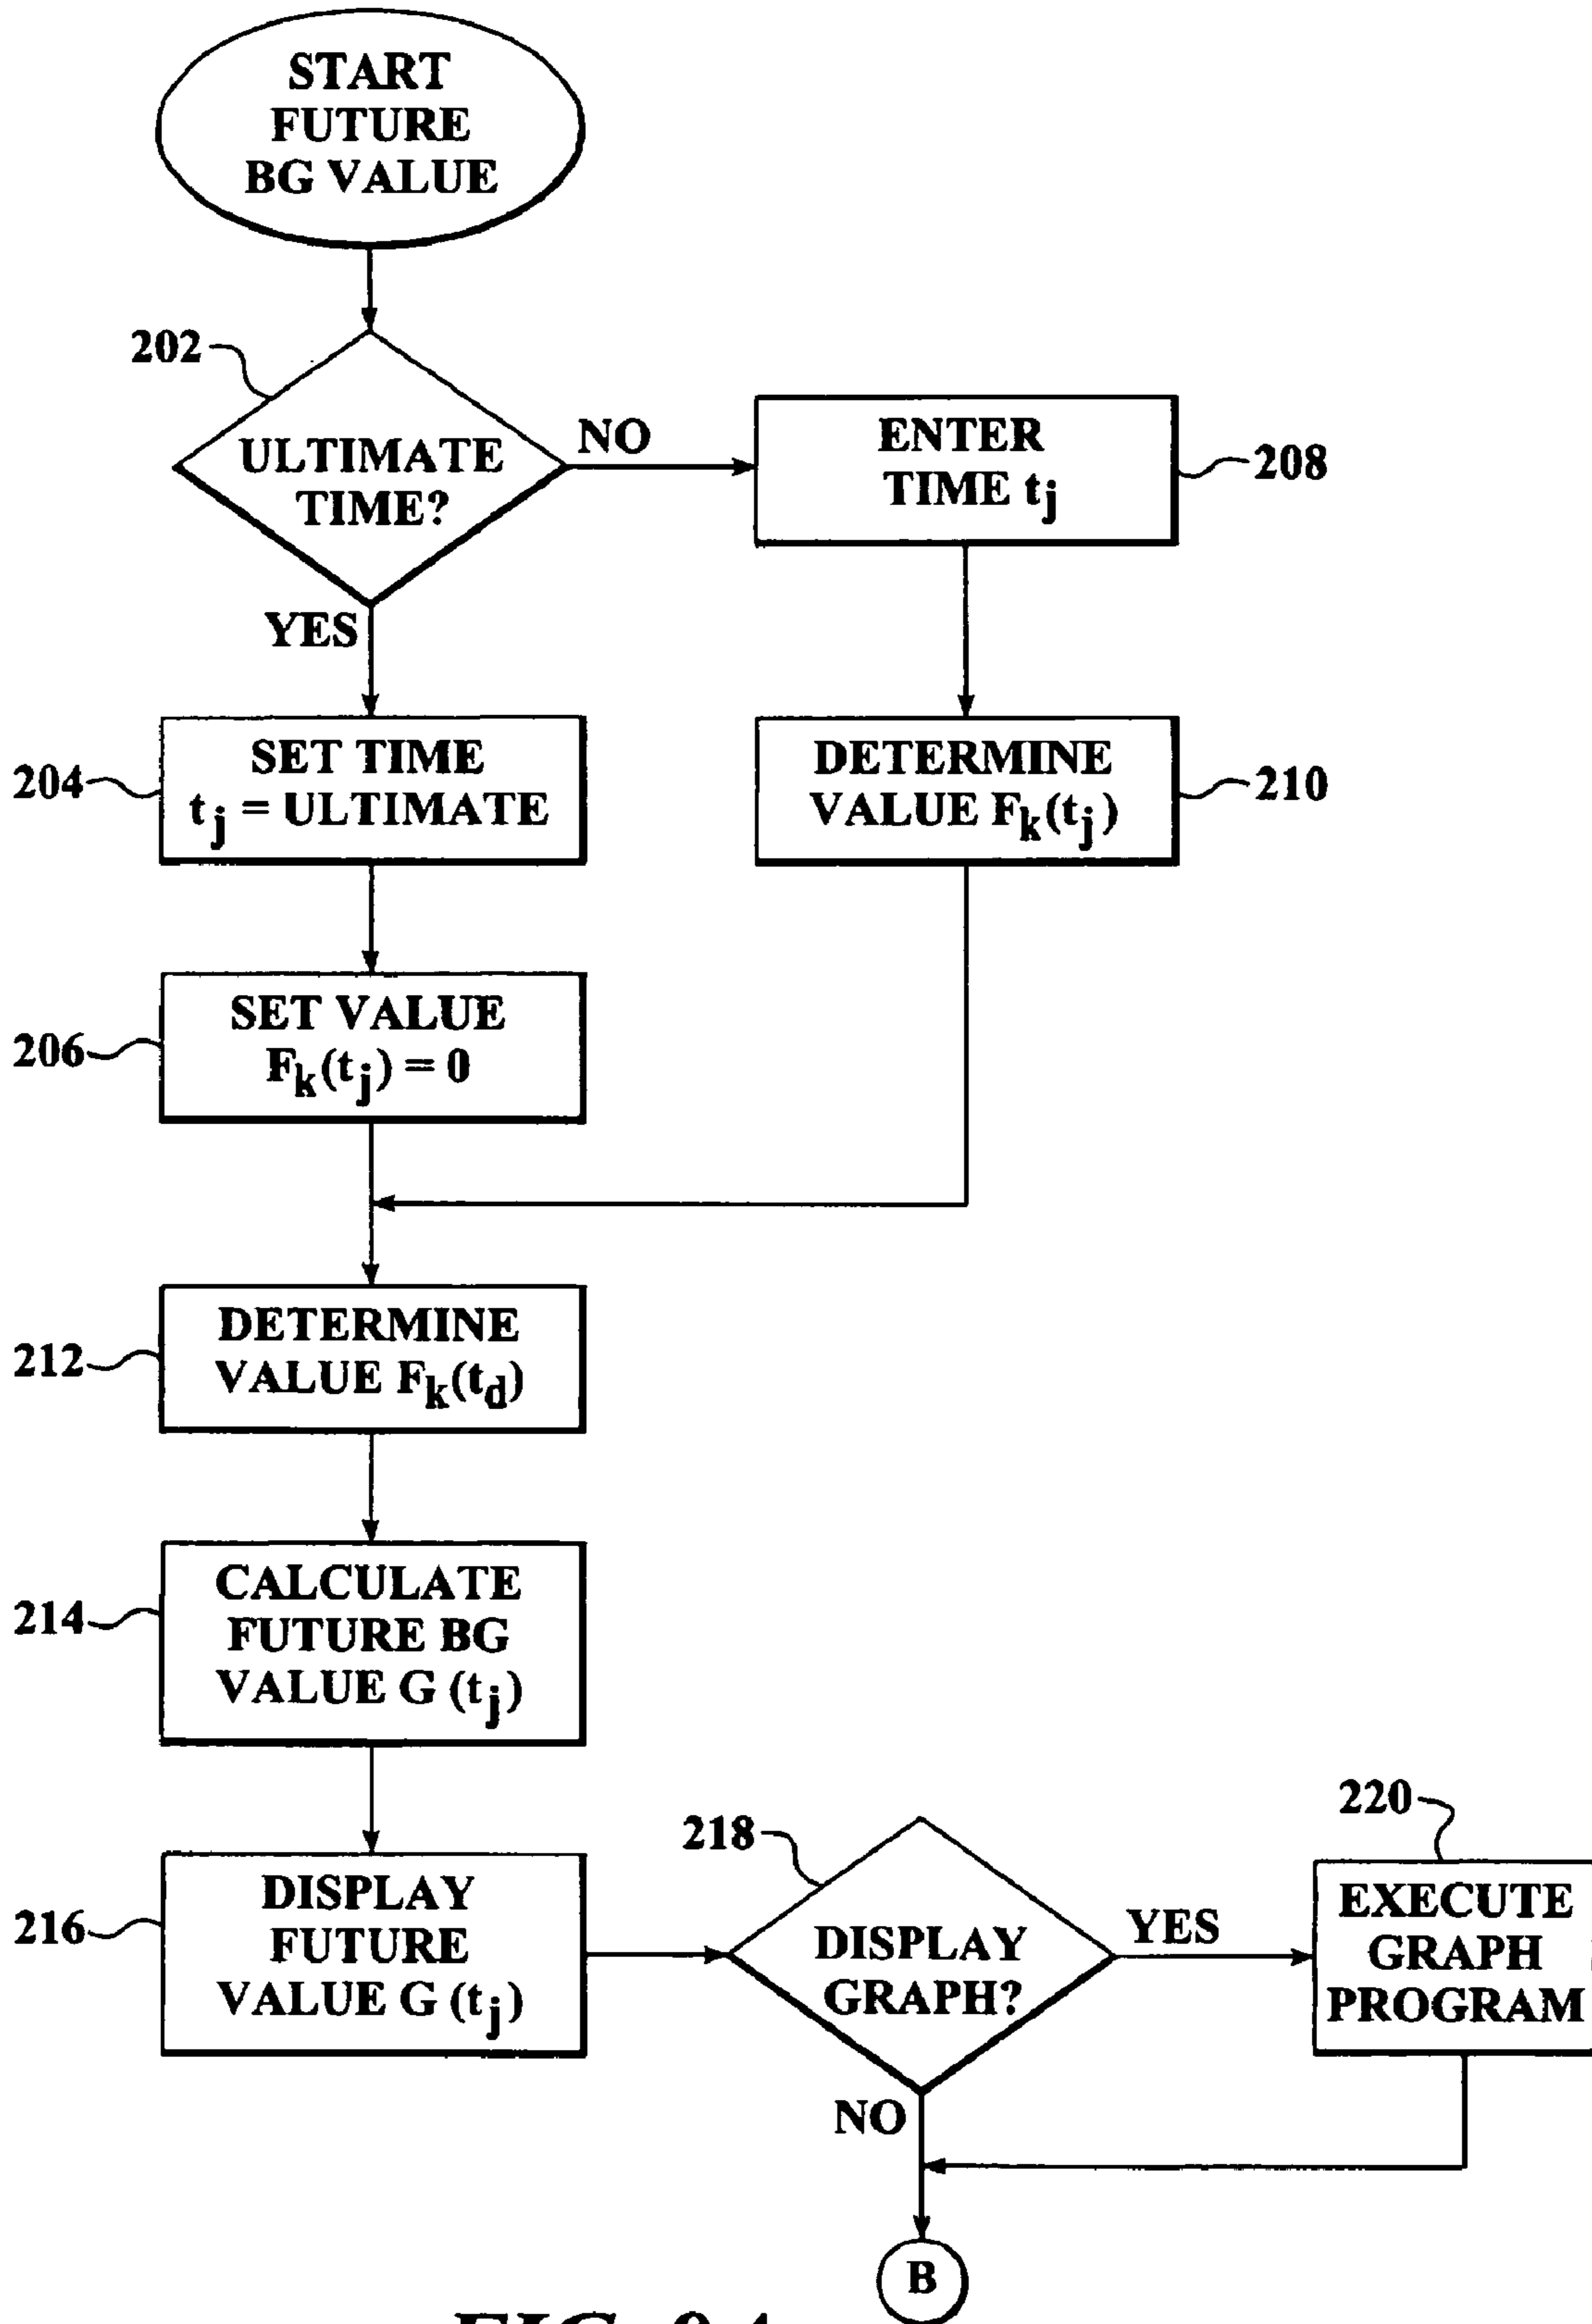 START
FUTURE
BG VALUE
202
ULTIMATE
TIME?
NO
YES
ENTER
TIME tj
208
204
SET TIME
tj = ULTIMATE
DETERMINE
VALUE Fk(tj)
210
206
SET VALUE
Fk(tj) = 0
212
DETERMINE
VALUE Fk(td)
214
CALCULATE
FUTURE BG
VALUE G (tj)
216
DISPLAY
FUTURE
VALUE G (tj)
218
DISPLAY
GRAPH?
YES
NO
220
EXECUTE
GRAPH
PROGRAM
B